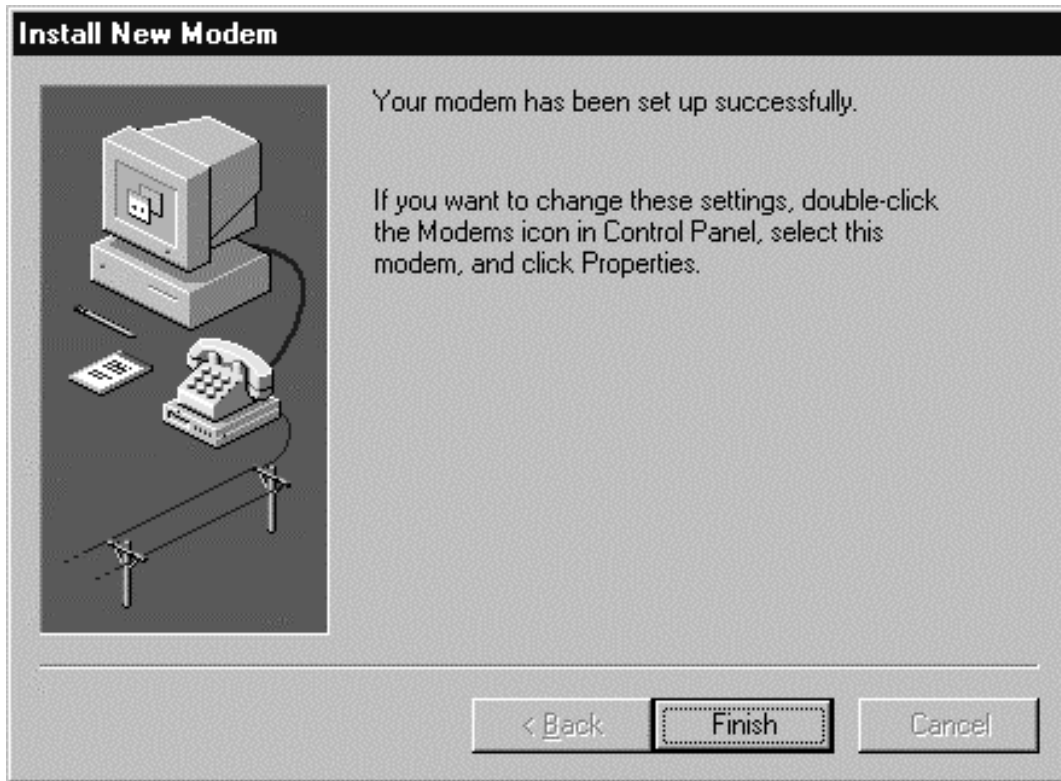 Install New Modem
Your modem has been set up successfully.
If you want to change these settings, double-click
the Modems icon in Control Panel, select this
modem, and click Properties.
< Back
Finish
Cancel